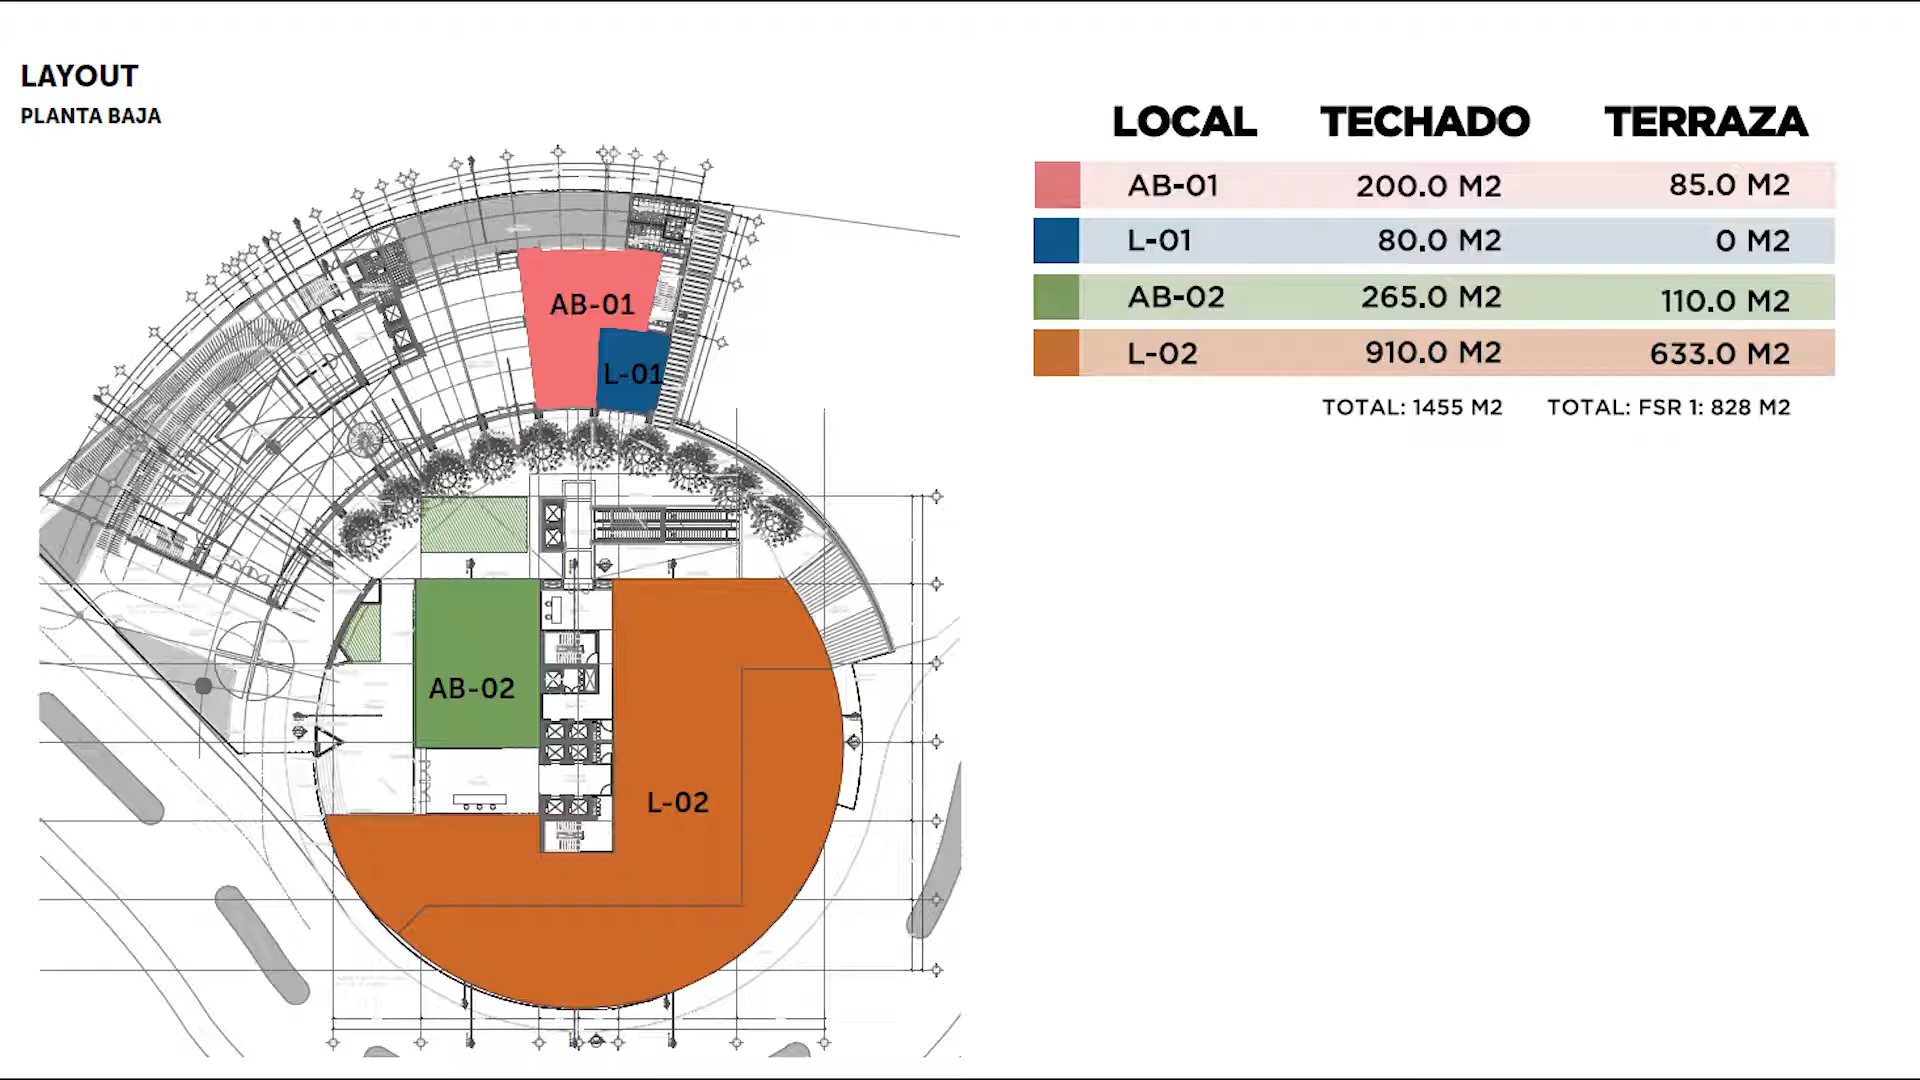 LAYOUT
PLANTA BAJA
LOCAL TECHADO TERRAZA
AB-01 200.0 M2 85.0 M2
L-01 80.0 M2 0 M2
AB-02 265.0 M2 110.0 M2
L-02 910.0 M2 633.0 M2
TOTAL: 1455 M2 TOTAL: FSR 1: 828 M2
AB-01
L-01
AB-02
L-02